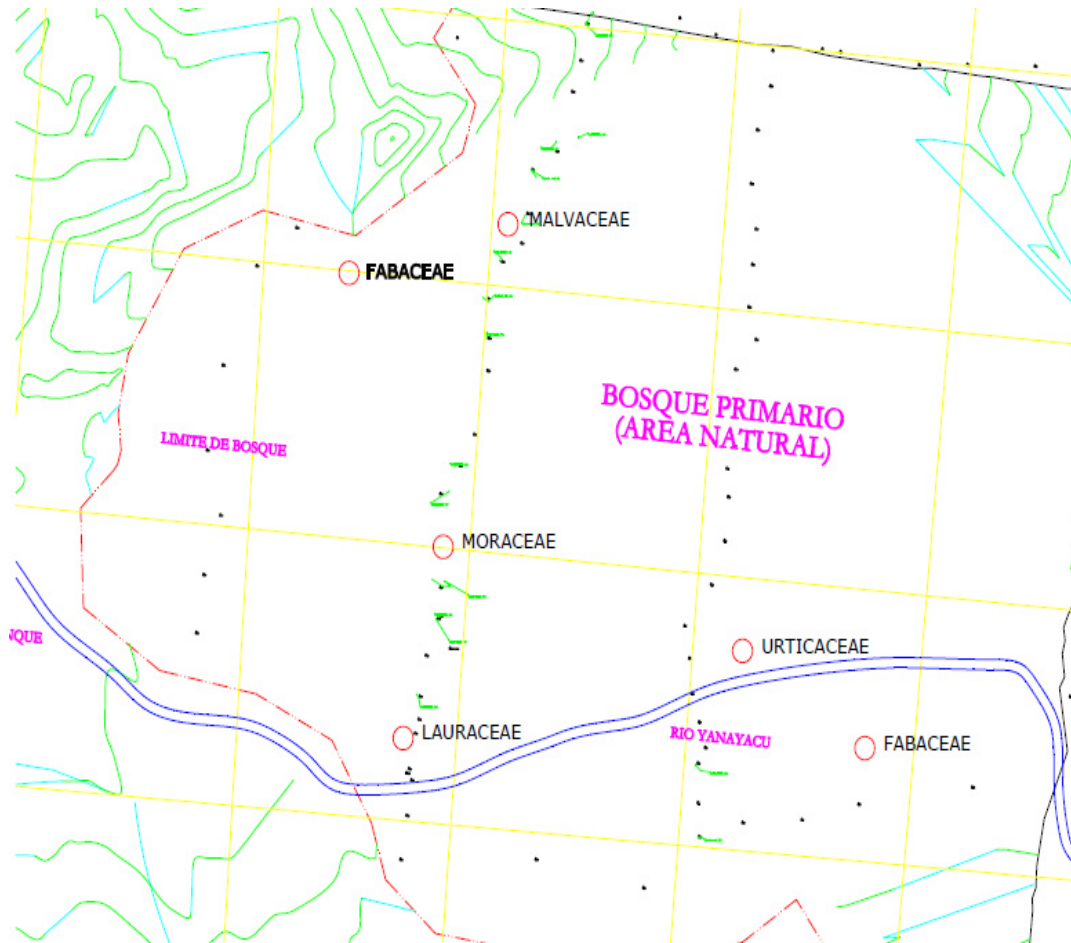 MALVACEAE
FABACEAE
BOSQUE PRIMARIO
(AREA NATURAL)
LIMITE DE BOSQUE
MORACEAE
NQUE
URTICACEAE
LAURACEAE
RIO YANAYACU
FABACEAE